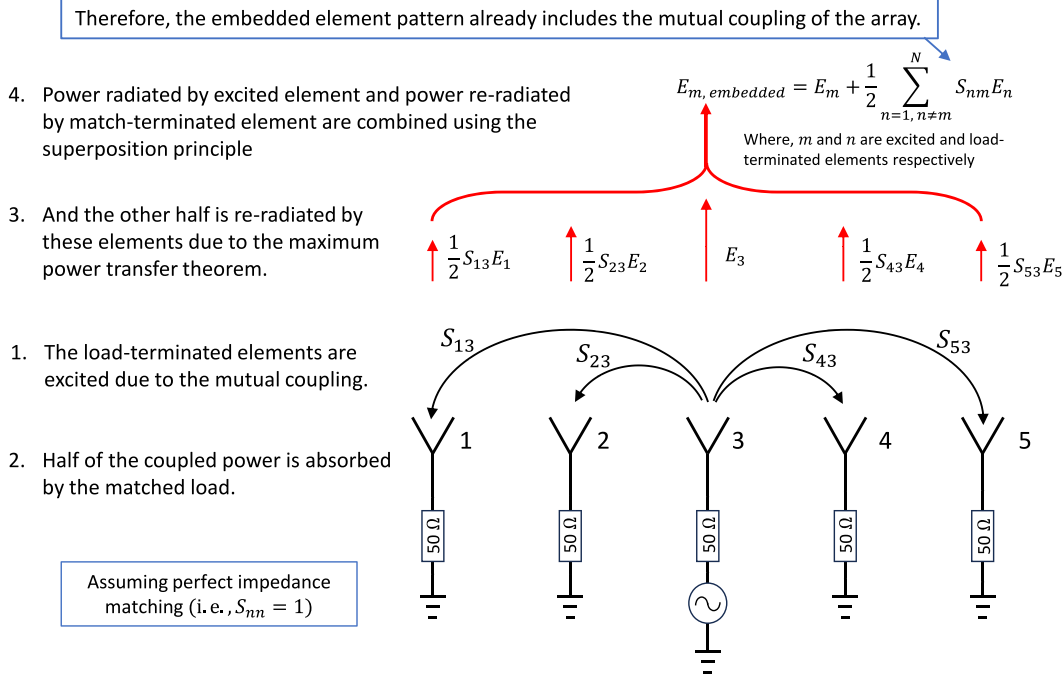 Therefore, the embedded element pattern already includes the mutual coupling of the array.
4. Power radiated by excited element and power re-radiated
by match-terminated element are combined using the
superposition principle
E_{m, embedded} = E_m + \frac{1}{2} \sum_{n=1, n≠m}^{N} S_{nm}E_n
Where, m and n are excited and load-
terminated elements respectively
3. And the other half is re-radiated by
these elements due to the maximum
power transfer theorem.
\frac{1}{2}S_{13}E_1
\frac{1}{2}S_{23}E_2
E_3
\frac{1}{2}S_{43}E_4
\frac{1}{2}S_{53}E_5
1. The load-terminated elements are
excited due to the mutual coupling.
S_{13}
S_{23}
S_{43}
S_{53}
1
2
3
4
5
2. Half of the coupled power is absorbed
by the matched load.
50 Ω
50 Ω
50 Ω
50 Ω
50 Ω
Assuming perfect impedance
matching (i.e., S_{nn} = 1)